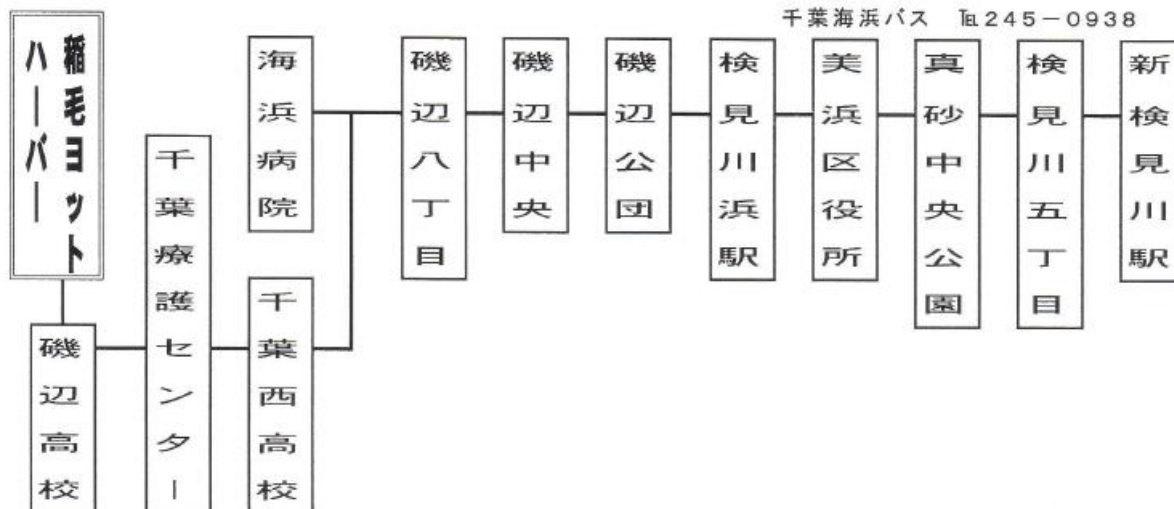 千葉海浜バス ℡245-0938
稲毛ヨット
ハーバー
磯辺高校
千葉療護センター
千葉西高校
海浜病院
磯辺八丁目
磯辺中央
磯辺公団
検見川浜駅
美浜区役所
真砂中央公園
検見川五丁目
新検見川駅